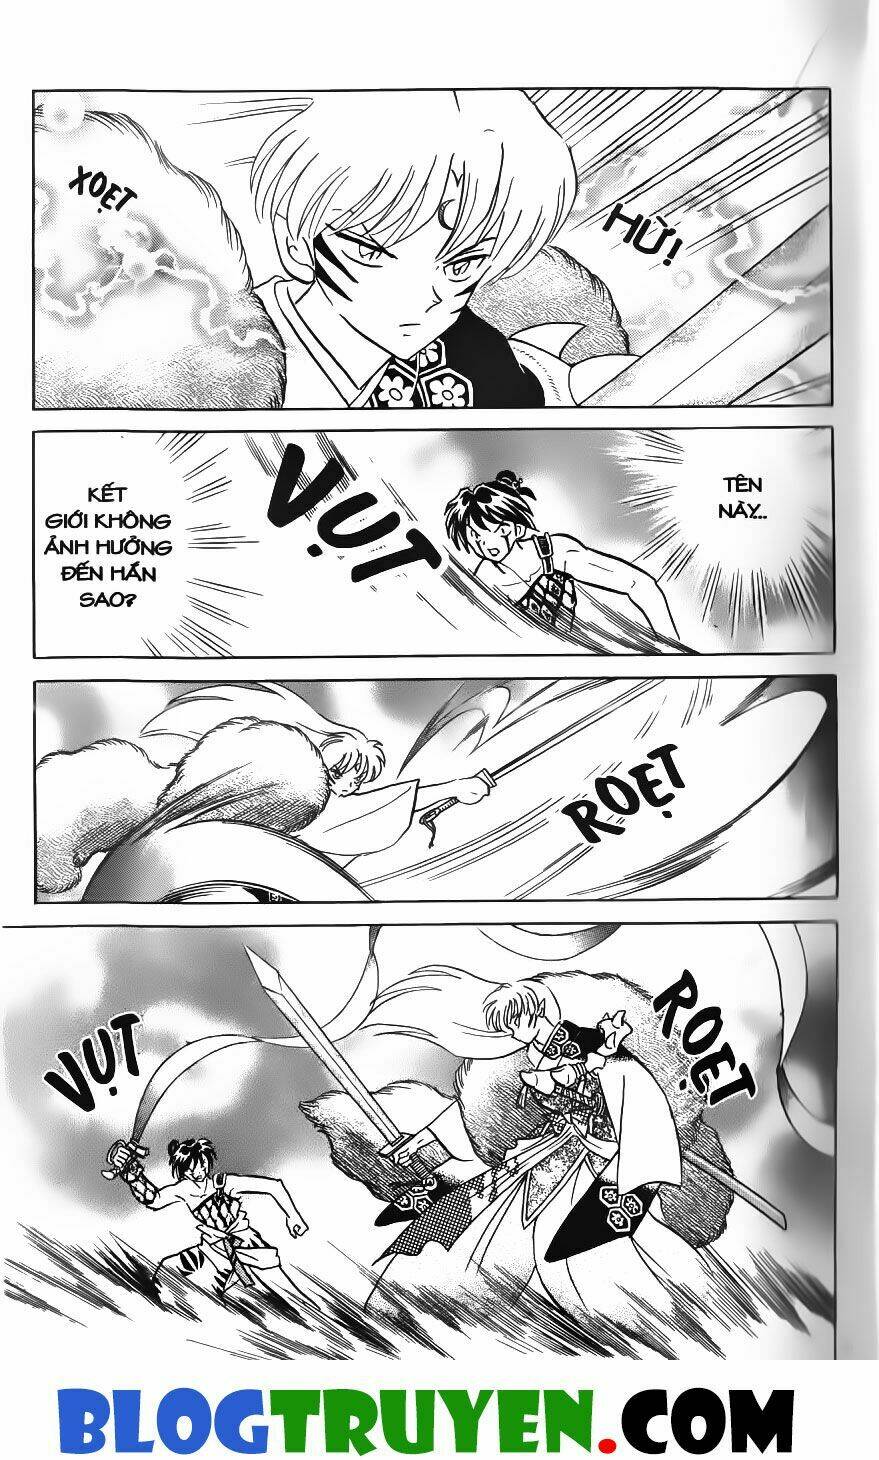 XOẸT
HỪ!
KẾT
GIỚI KHÔNG
ẢNH HƯỞNG
ĐẾN HẮN
SAO?
VỤT
TÊN
NÀY...
ROẸT
VỤT
ROẸT
BLOGTRUYEN.COM